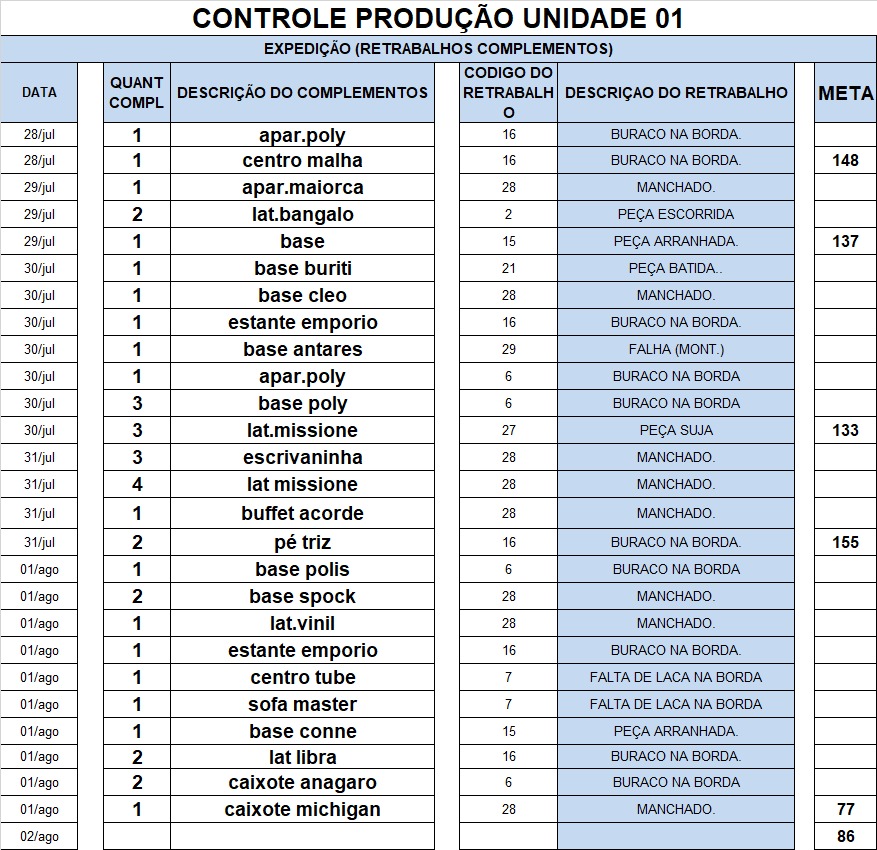 CONTROLE PRODUÇÃO UNIDADE 01
EXPEDIÇÃO (RETRABALHOS COMPLEMENTOS)
DATA QUANT COMPL DESCRIÇÃO DO COMPLEMENTOS CODIGO DO RETRABALHO DESCRIÇAO DO RETRABALHO META
28/jul 1 apar.poly 16 BURACO NA BORDA.
28/jul 1 centro malha 16 BURACO NA BORDA. 148
29/jul 1 apar.maiorca 28 MANCHADO.
29/jul 2 lat.bangalo 2 PEÇA ESCORRIDA
29/jul 1 base 15 PEÇA ARRANHADA. 137
30/jul 1 base buriti 21 PEÇA BATIDA..
30/jul 1 base cleo 28 MANCHADO.
30/jul 1 estante emporio 16 BURACO NA BORDA.
30/jul 1 base antares 29 FALHA (MONT.)
30/jul 1 apar.poly 6 BURACO NA BORDA
30/jul 3 base poly 6 BURACO NA BORDA
30/jul 3 lat.missione 27 PEÇA SUJA 133
31/jul 3 escrivaninha 28 MANCHADO.
31/jul 4 lat missione 28 MANCHADO.
31/jul 1 buffet acorde 28 MANCHADO.
31/jul 2 pé triz 16 BURACO NA BORDA. 155
01/ago 1 base polis 6 BURACO NA BORDA
01/ago 2 base spock 28 MANCHADO.
01/ago 1 lat.vinil 28 MANCHADO.
01/ago 1 estante emporio 16 BURACO NA BORDA.
01/ago 1 centro tube 7 FALTA DE LACA NA BORDA
01/ago 1 sofa master 7 FALTA DE LACA NA BORDA
01/ago 1 base conne 15 PEÇA ARRANHADA.
01/ago 2 lat libra 16 BURACO NA BORDA.
01/ago 2 caixote anagaro 6 BURACO NA BORDA
01/ago 1 caixote michigan 28 MANCHADO. 77
02/ago 86